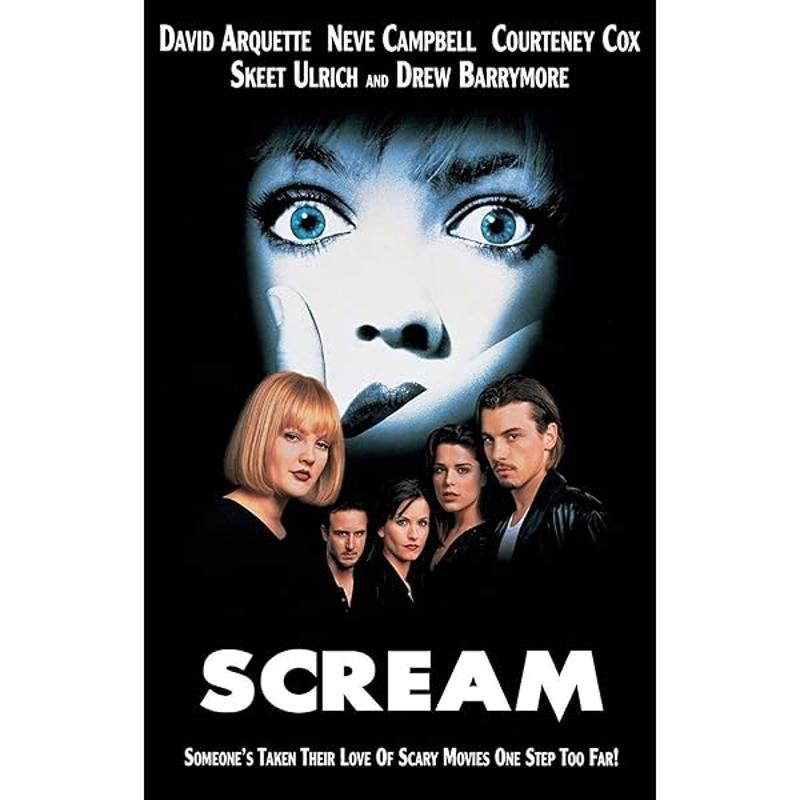 DAVID ARQUETTE NEVE CAMPBELL COURTENEY COX
SKEET ULRICH AND DREW BARRYMORE
SCREAM
SOMEONE'S TAKEN THEIR LOVE OF SCARY MOVIES ONE STEP TOO FAR!